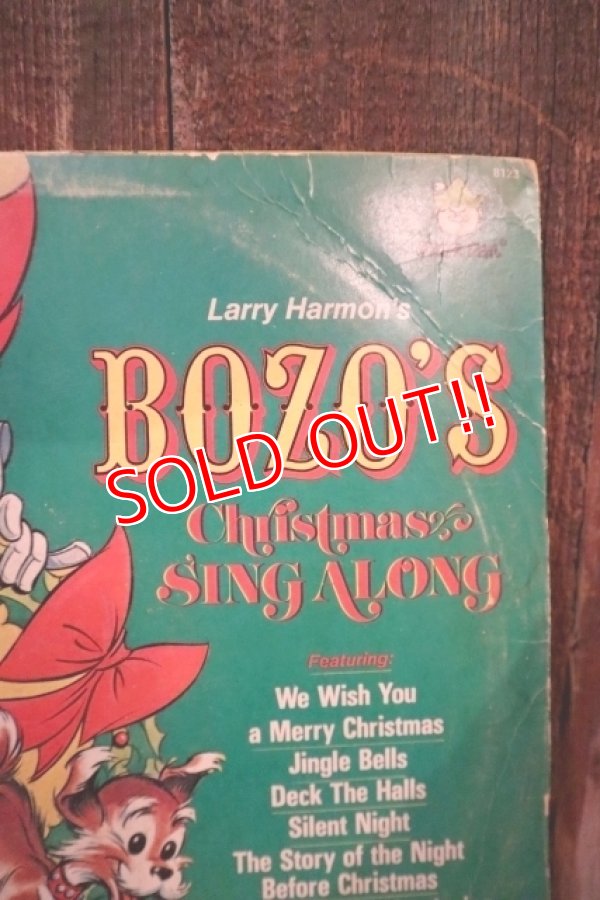 8123
Larry Harmon's
BOZO'S
SOLD OUT!!
Christmas
SING ALONG
Featuring:
We Wish You
a Merry Christmas
Jingle Bells
Deck The Halls
Silent Night
The Story of the Night
Before Christmas